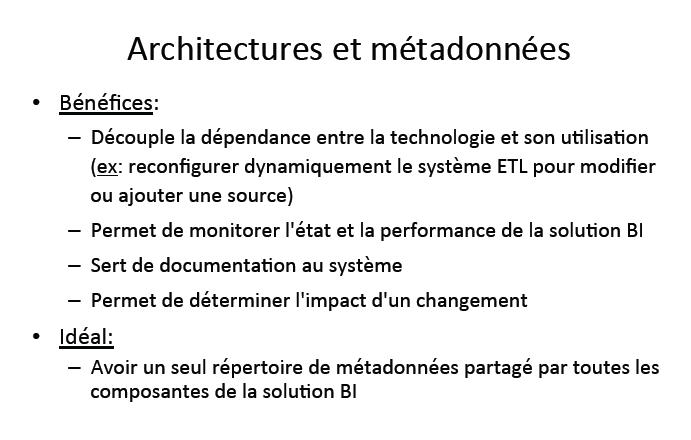 Architectures et métadonnées
• Bénéfices:
– Découple la dépendance entre la technologie et son utilisation
(ex: reconfigurer dynamiquement le système ETL pour modifier
ou ajouter une source)
– Permet de monitorer l'état et la performance de la solution BI
– Sert de documentation au système
– Permet de déterminer l'impact d'un changement
• Idéal:
– Avoir un seul répertoire de métadonnées partagé par toutes les
composantes de la solution BI